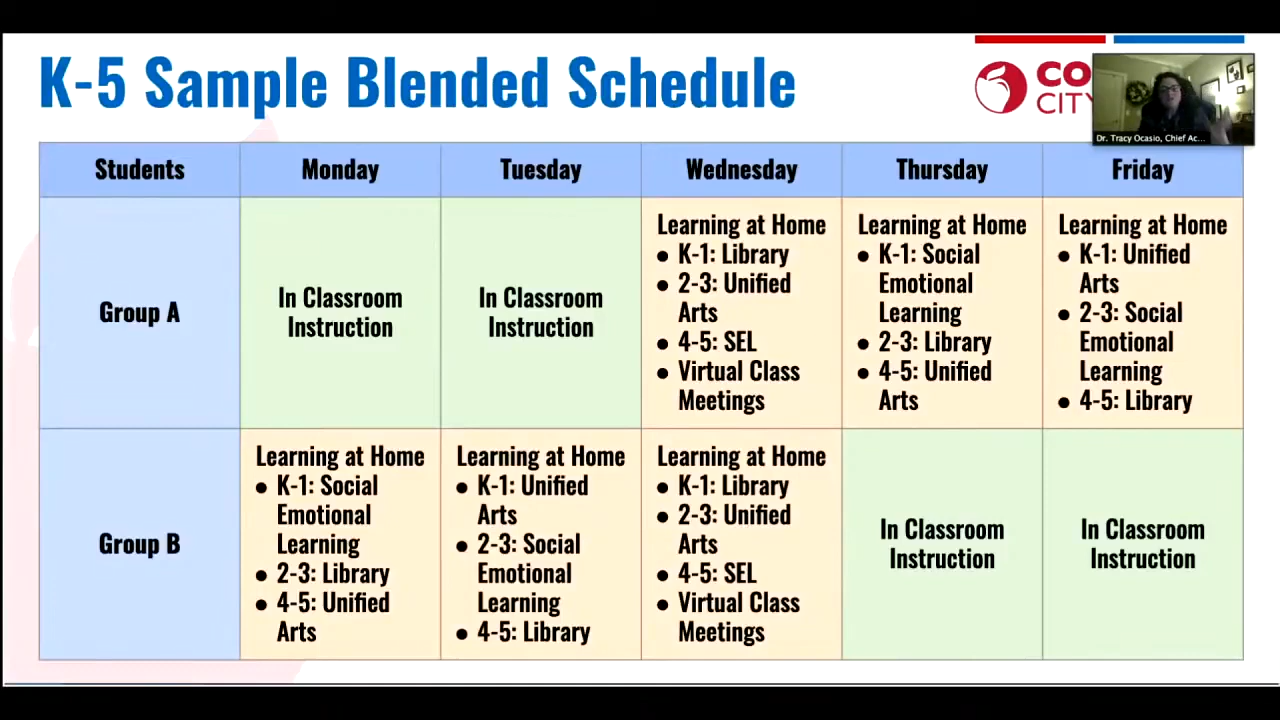 K-5 Sample Blended Schedule
CO
CITY
Dr. Tracy Ocasio, Chief Ac...
Students
Monday
Tuesday
Wednesday
Thursday
Friday
Group A
In Classroom
Instruction
In Classroom
Instruction
Learning at Home
● K-1: Library
● 2-3: Unified
Arts
● 4-5: SEL
● Virtual Class
Meetings
Learning at Home
● K-1: Social
Emotional
Learning
● 2-3: Library
● 4-5: Unified
Arts
Learning at Home
● K-1: Unified
Arts
● 2-3: Social
Emotional
Learning
● 4-5: Library
Group B
Learning at Home
● K-1: Social
Emotional
Learning
● 2-3: Library
● 4-5: Unified
Arts
Learning at Home
● K-1: Unified
Arts
● 2-3: Social
Emotional
Learning
● 4-5: Library
Learning at Home
● K-1: Library
● 2-3: Unified
Arts
● 4-5: SEL
● Virtual Class
Meetings
In Classroom
Instruction
In Classroom
Instruction